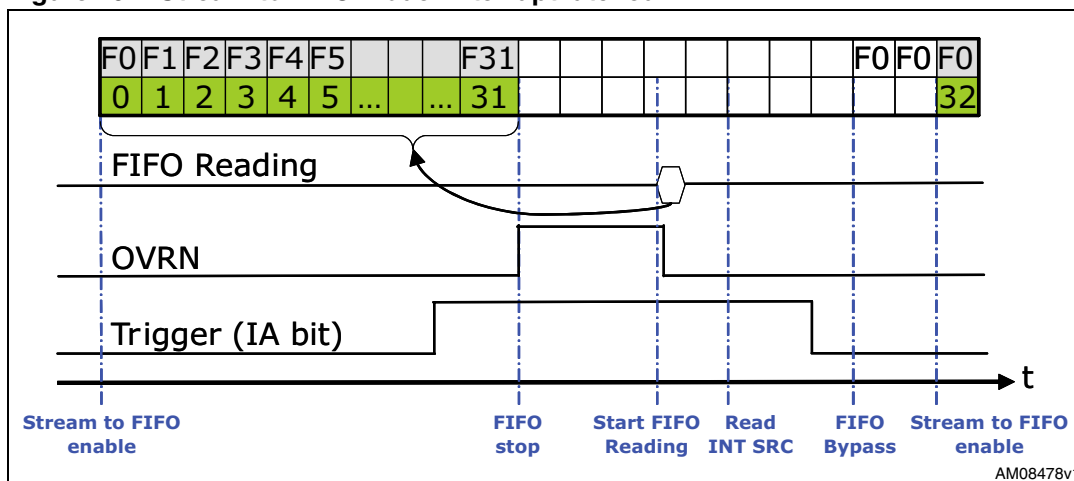 F0 F1 F2 F3 F4 F5 F31 F0 F0 F0
0 1 2 3 4 5 ... ... 31 32
FIFO Reading
OVRN
Trigger (IA bit)
t
Stream to FIFO enable
FIFO stop
Start FIFO Reading
Read INT SRC
FIFO Bypass
Stream to FIFO enable
AM08478v1